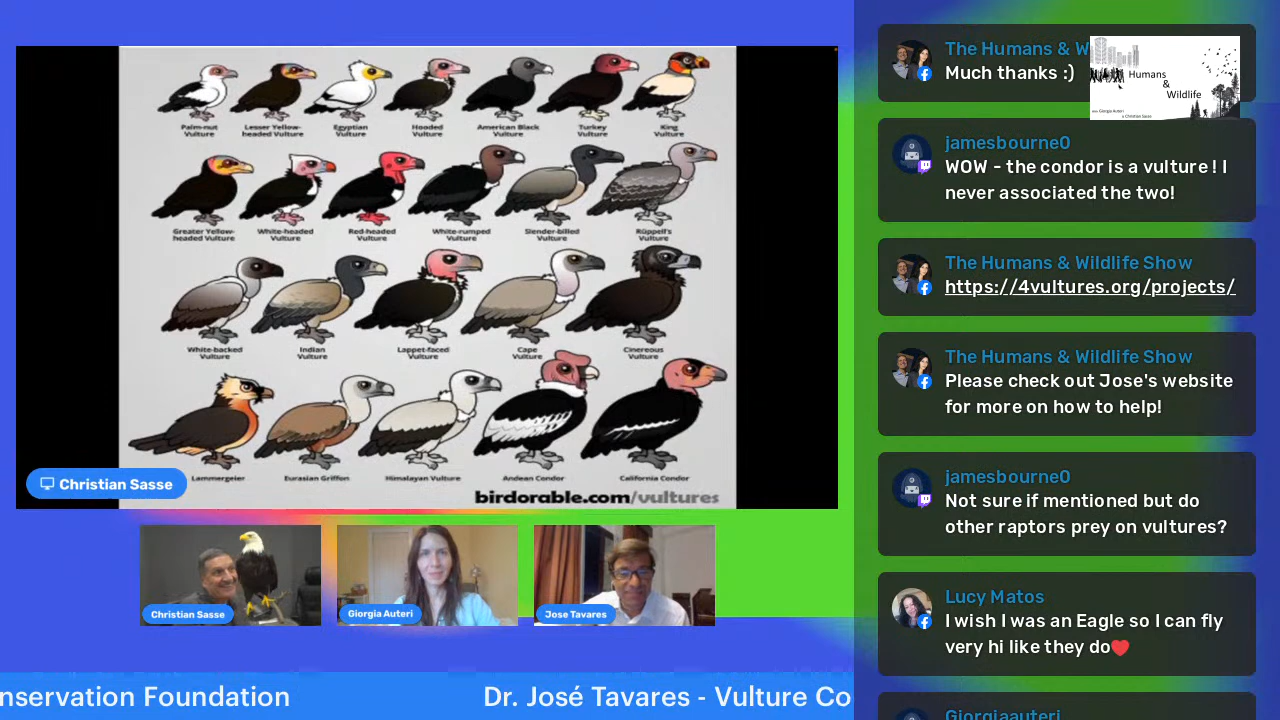 Palm-nut
Vulture
Lesser Yellow-
headed Vulture
Egyptian
Vulture
Hooded
Vulture
American Black
Vulture
Turkey
Vulture
King
Vulture
Greater Yellow-
headed Vulture
White-headed
Vulture
Red-headed
Vulture
White-rumped
Vulture
Slender-billed
Vulture
Rüppell's
Vulture
White-backed
Vulture
Indian
Vulture
Lappet-faced
Vulture
Cape
Vulture
Cinereous
Vulture
Lammergeier
Eurasian Griffon
Himalayan Vulture
Andean Condor
California Condor
birdorable.com/vultures
Christian Sasse
Christian Sasse
Giorgia Auteri
Jose Tavares
nservation Foundation
Dr. José Tavares - Vulture Co
The Humans & W
Much thanks :)
Humans
&
Wildlife
jamesbourne0
WOW - the condor is a vulture ! I
never associated the two!
The Humans & Wildlife Show
https://4vultures.org/projects/
The Humans & Wildlife Show
Please check out Jose's website
for more on how to help!
jamesbourne0
Not sure if mentioned but do
other raptors prey on vultures?
Lucy Matos
I wish I was an Eagle so I can fly
very hi like they do❤️
Giorgiaauteri